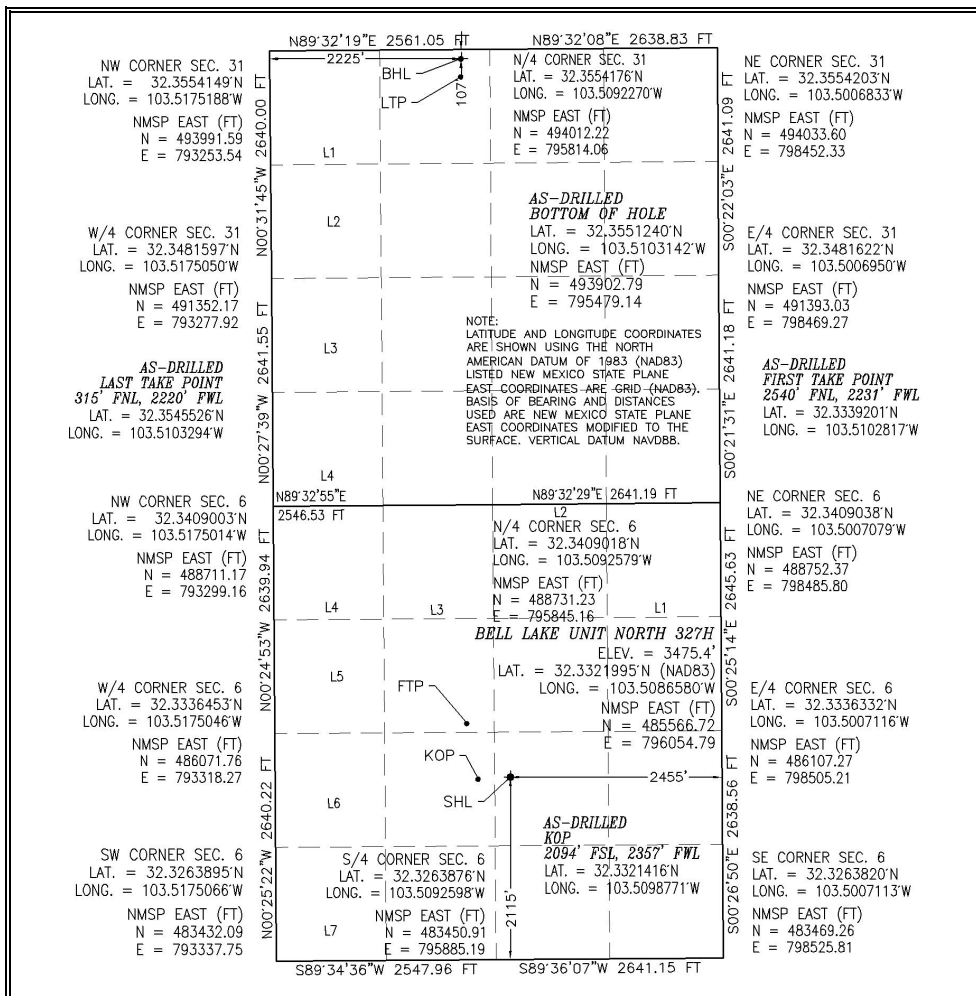 N89°32'19"E 2561.05 FT
N89°32'08"E 2638.83 FT
2225'
BHL
LTP
107'
NW CORNER SEC. 31
LAT. = 32.3554149°N
LONG. = 103.5175188°W
NMSP EAST (FT)
N = 493991.59
E = 793253.54
N/4 CORNER SEC. 31
LAT. = 32.3554176°N
LONG. = 103.5092270°W
NMSP EAST (FT)
N = 494012.22
E = 795814.06
NE CORNER SEC. 31
LAT. = 32.3554203°N
LONG. = 103.5006833°W
NMSP EAST (FT)
N = 494033.60
E = 798452.33
N00°31'45"W 2640.00 FT
S00°22'03"E 2641.09 FT
L1
L2
AS-DRILLED
BOTTOM OF HOLE
LAT. = 32.3551240°N
LONG. = 103.5103142°W
NMSP EAST (FT)
N = 493902.79
E = 795479.14
W/4 CORNER SEC. 31
LAT. = 32.3481597°N
LONG. = 103.5175050°W
NMSP EAST (FT)
N = 491352.17
E = 793277.92
E/4 CORNER SEC. 31
LAT. = 32.3481622°N
LONG. = 103.5006950°W
NMSP EAST (FT)
N = 491393.03
E = 798469.27
NOTE:
LATITUDE AND LONGITUDE COORDINATES
ARE SHOWN USING THE NORTH
AMERICAN DATUM OF 1983 (NAD83)
LISTED NEW MEXICO STATE PLANE
EAST COORDINATES ARE GRID (NAD83).
BASIS OF BEARING AND DISTANCES
USED ARE NEW MEXICO STATE PLANE
EAST COORDINATES MODIFIED TO THE
SURFACE. VERTICAL DATUM NAVD88.
L3
L4
AS-DRILLED
LAST TAKE POINT
315' FNL, 2220' FWL
LAT. = 32.3545526°N
LONG. = 103.5103294°W
AS-DRILLED
FIRST TAKE POINT
2540' FNL, 2231' FWL
LAT. = 32.3339201°N
LONG. = 103.5102817°W
N00°27'39"W 2641.55 FT
S00°21'31"E 2641.18 FT
N89°32'55"E
2546.53 FT
N89°32'29"E 2641.19 FT
L2
NW CORNER SEC. 6
LAT. = 32.3409003°N
LONG. = 103.5175014°W
NMSP EAST (FT)
N = 488711.17
E = 793299.16
N/4 CORNER SEC. 6
LAT. = 32.3409018°N
LONG. = 103.5092579°W
NMSP EAST (FT)
N = 488731.23
E = 795845.16
NE CORNER SEC. 6
LAT. = 32.3409038°N
LONG. = 103.5007079°W
NMSP EAST (FT)
N = 488752.37
E = 798485.80
N00°24'53"W 2639.94 FT
S00°25'14"E 2645.63 FT
L4
L3
L1
L5
BELL LAKE UNIT NORTH 327H
ELEV. = 3475.4'
LAT. = 32.3321995°N (NAD83)
LONG. = 103.5086580°W
NMSP EAST (FT)
N = 485566.72
E = 796054.79
FTP
KOP
SHL
2455'
W/4 CORNER SEC. 6
LAT. = 32.3336453°N
LONG. = 103.5175046°W
NMSP EAST (FT)
N = 486071.76
E = 793318.27
E/4 CORNER SEC. 6
LAT. = 32.3336332°N
LONG. = 103.5007116°W
NMSP EAST (FT)
N = 486107.27
E = 798505.21
L6
AS-DRILLED
KOP
2094' FSL, 2357' FWL
LAT. = 32.3321416°N
LONG. = 103.5098771°W
2115'
N00°25'22"W 2640.22 FT
S00°26'50"E 2638.56 FT
SW CORNER SEC. 6
LAT. = 32.3263895°N
LONG. = 103.5175066°W
NMSP EAST (FT)
N = 483432.09
E = 793337.75
S/4 CORNER SEC. 6
LAT. = 32.3263876°N
LONG. = 103.5092598°W
NMSP EAST (FT)
N = 483450.91
E = 795885.19
SE CORNER SEC. 6
LAT. = 32.3263820°N
LONG. = 103.5007113°W
NMSP EAST (FT)
N = 483469.26
E = 798525.81
L7
S89°34'36"W 2547.96 FT
S89°36'07"W 2641.15 FT